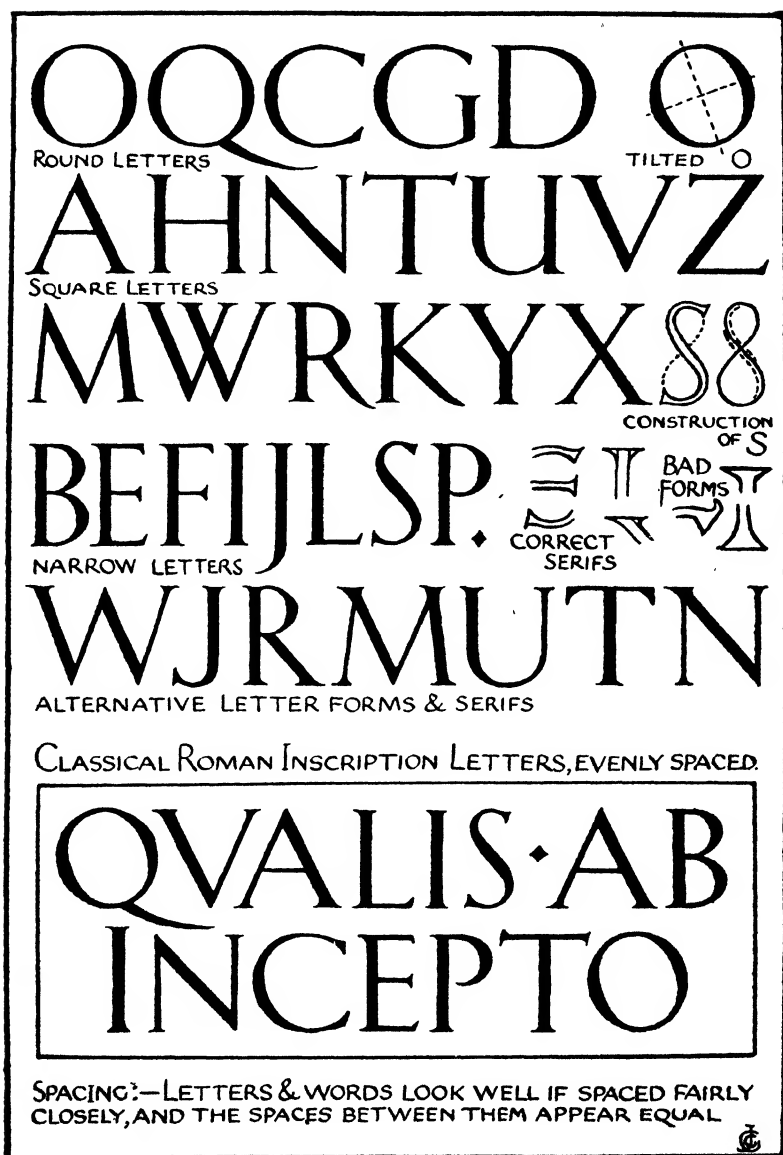 OQCGD O
ROUND LETTERS
TILTED O
AHNTUVZ
SQUARE LETTERS
MWRKYX S8
CONSTRUCTION
OF S
BEFIJLSP.
CORRECT
SERIFS
BAD
FORMS
NARROW LETTERS
WJRMUTN
ALTERNATIVE LETTER FORMS & SERIFS
CLASSICAL ROMAN INSCRIPTION LETTERS, EVENLY SPACED.
QVALIS·AB
INCEPTO
SPACING:—LETTERS & WORDS LOOK WELL IF SPACED FAIRLY
CLOSELY, AND THE SPACES BETWEEN THEM APPEAR EQUAL